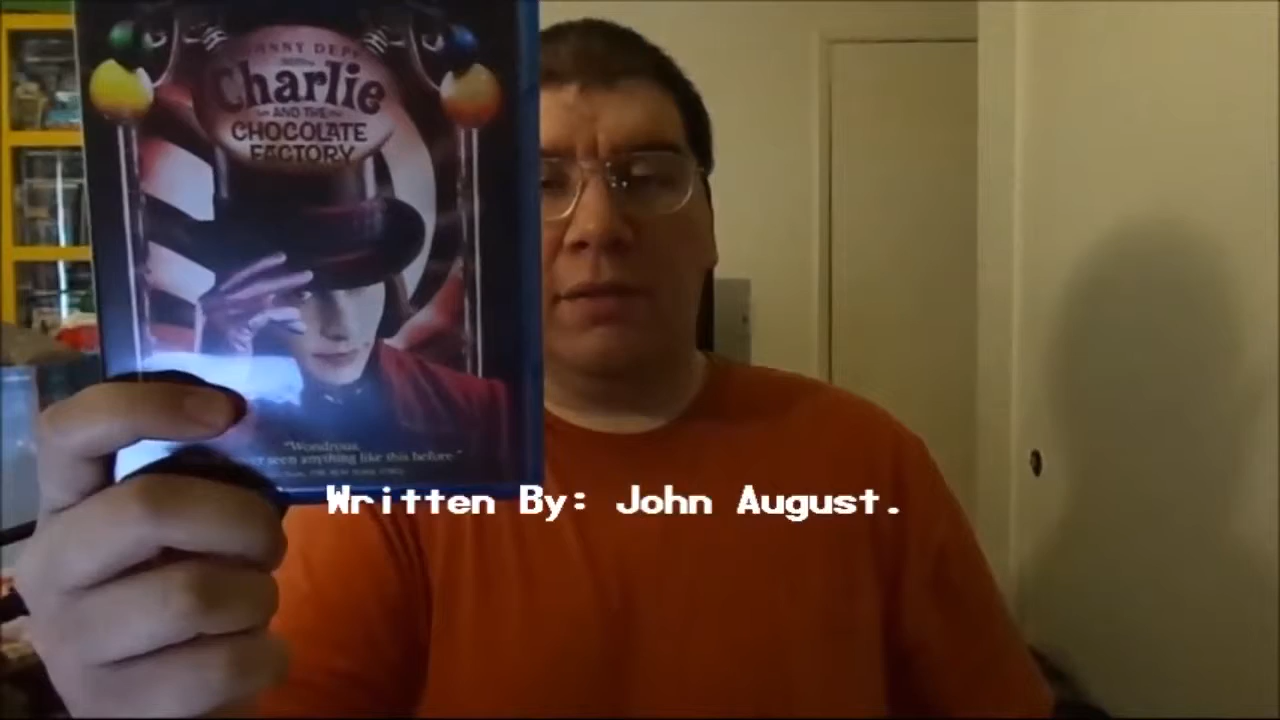 JOHNNY DEPP
Charlie
AND THE
CHOCOLATE
FACTORY
"Wondrous.
seen anything like this before."
Written By: John August.